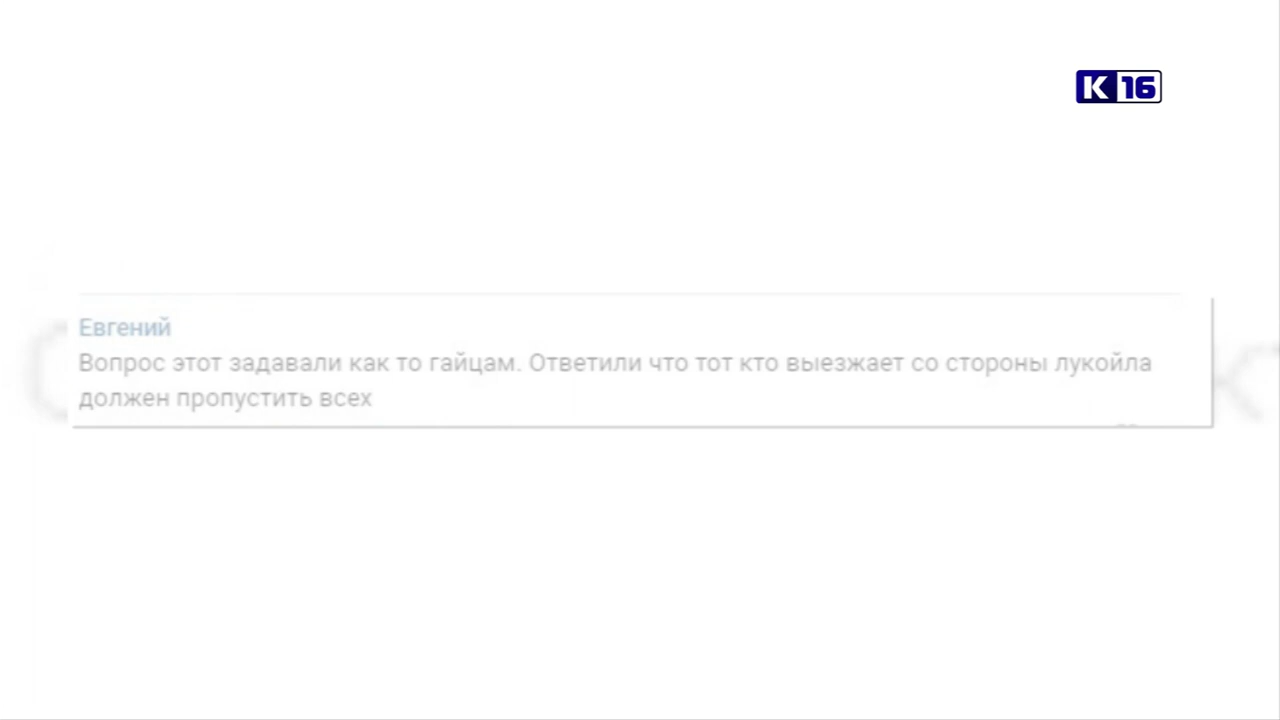 К 16
Евгений
Вопрос этот задавали как то гайцам. Ответили что тот кто выезжает со стороны лукойла
должен пропустить всех